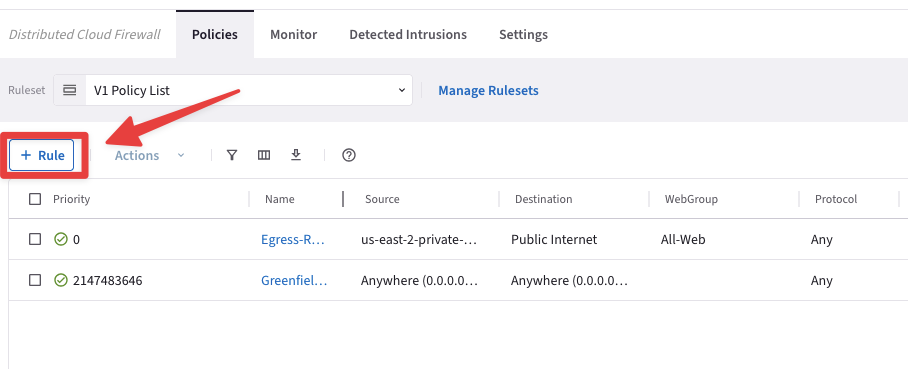 Distributed Cloud Firewall Policies Monitor Detected Intrusions Settings
Ruleset V1 Policy List Manage Rulesets
+ Rule Actions
Priority Name Source Destination WebGroup Protocol
0 Egress-R... us-east-2-private-... Public Internet All-Web Any
2147483646 Greenfiel... Anywhere (0.0.0.0... Anywhere (0.0.0.0... Any